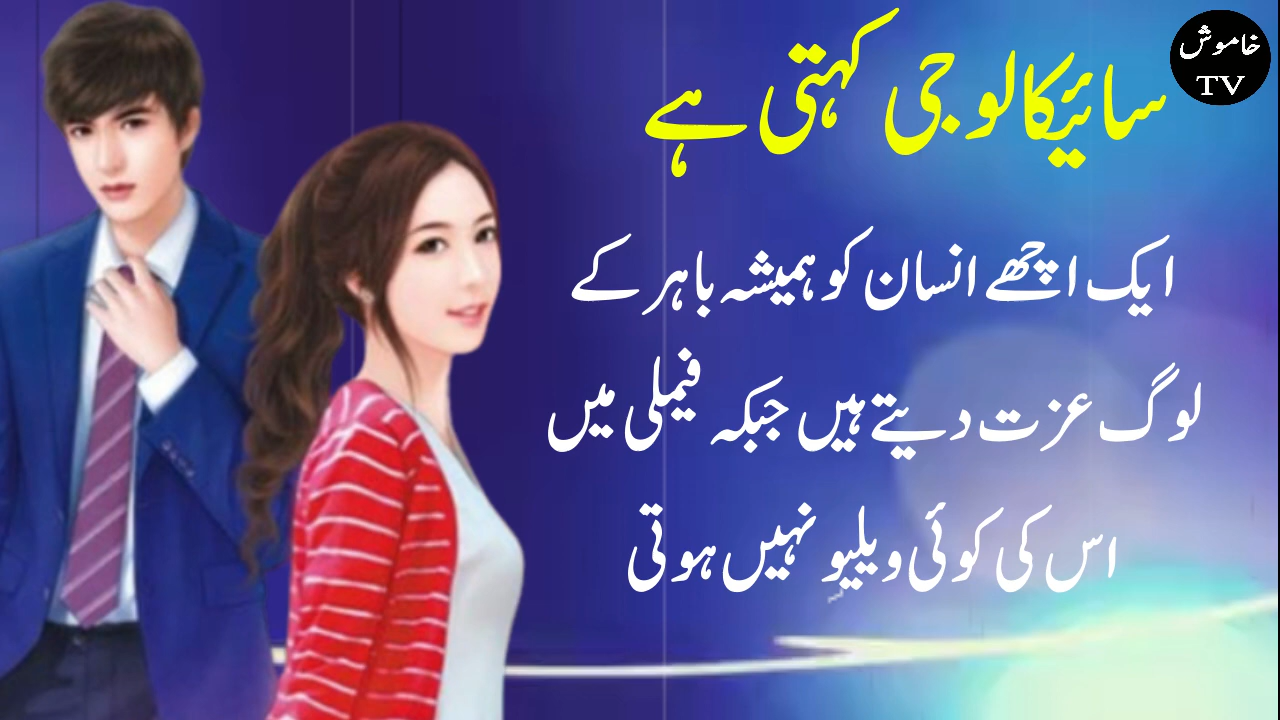 خاموش
TV
سائیکالوجی کہتی ہے
ایک اچھے انسان کو ہمیشہ باہر کے
لوگ عزت دیتے ہیں جبکہ فیملی میں
اس کی کوئی ویلیو نہیں ہوتی